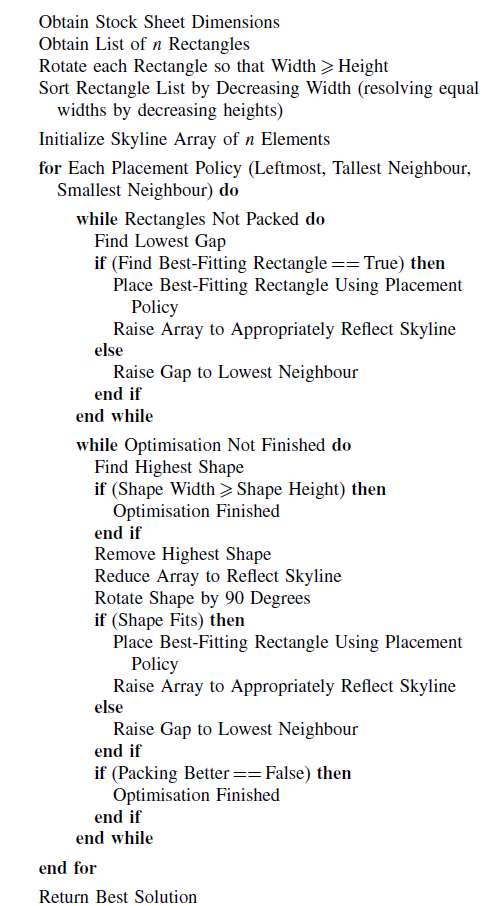 Obtain Stock Sheet Dimensions
Obtain List of n Rectangles
Rotate each Rectangle so that Width ⩾ Height
Sort Rectangle List by Decreasing Width (resolving equal
widths by decreasing heights)
Initialize Skyline Array of n Elements
for Each Placement Policy (Leftmost, Tallest Neighbour,
Smallest Neighbour) do
while Rectangles Not Packed do
Find Lowest Gap
if (Find Best-Fitting Rectangle == True) then
Place Best-Fitting Rectangle Using Placement
Policy
Raise Array to Appropriately Reflect Skyline
else
Raise Gap to Lowest Neighbour
end if
end while
while Optimisation Not Finished do
Find Highest Shape
if (Shape Width ⩾ Shape Height) then
Optimisation Finished
end if
Remove Highest Shape
Reduce Array to Reflect Skyline
Rotate Shape by 90 Degrees
if (Shape Fits) then
Place Best-Fitting Rectangle Using Placement
Policy
Raise Array to Appropriately Reflect Skyline
else
Raise Gap to Lowest Neighbour
end if
if (Packing Better == False) then
Optimisation Finished
end if
end while
end for
Return Best Solution